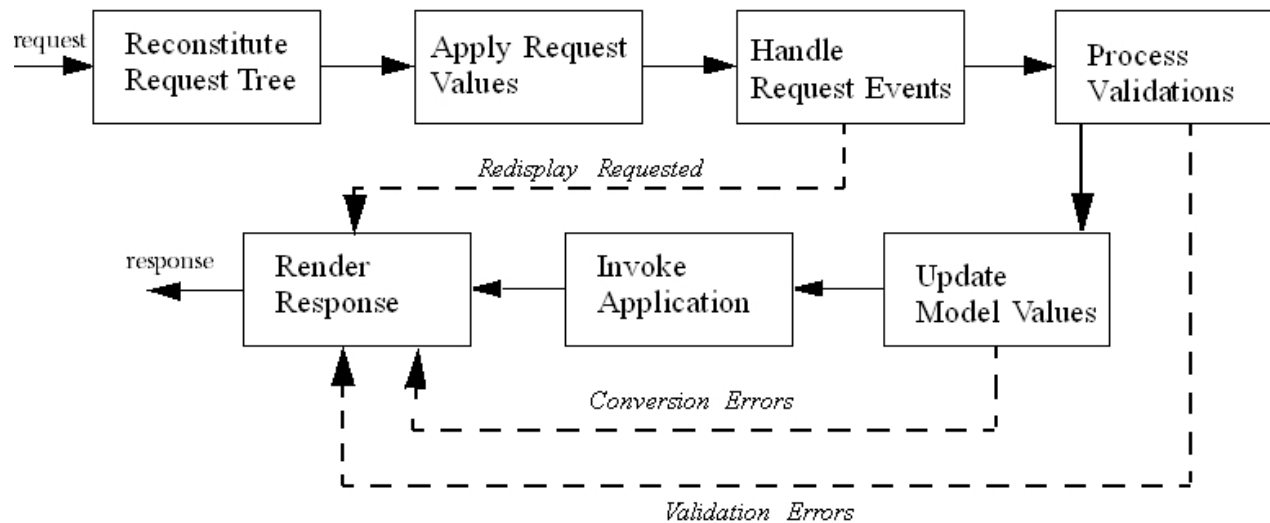 request
Reconstitute
Request Tree
Apply Request
Values
Handle
Request Events
Process
Validations
Redisplay Requested
response
Render
Response
Invoke
Application
Update
Model Values
Conversion Errors
Validation Errors